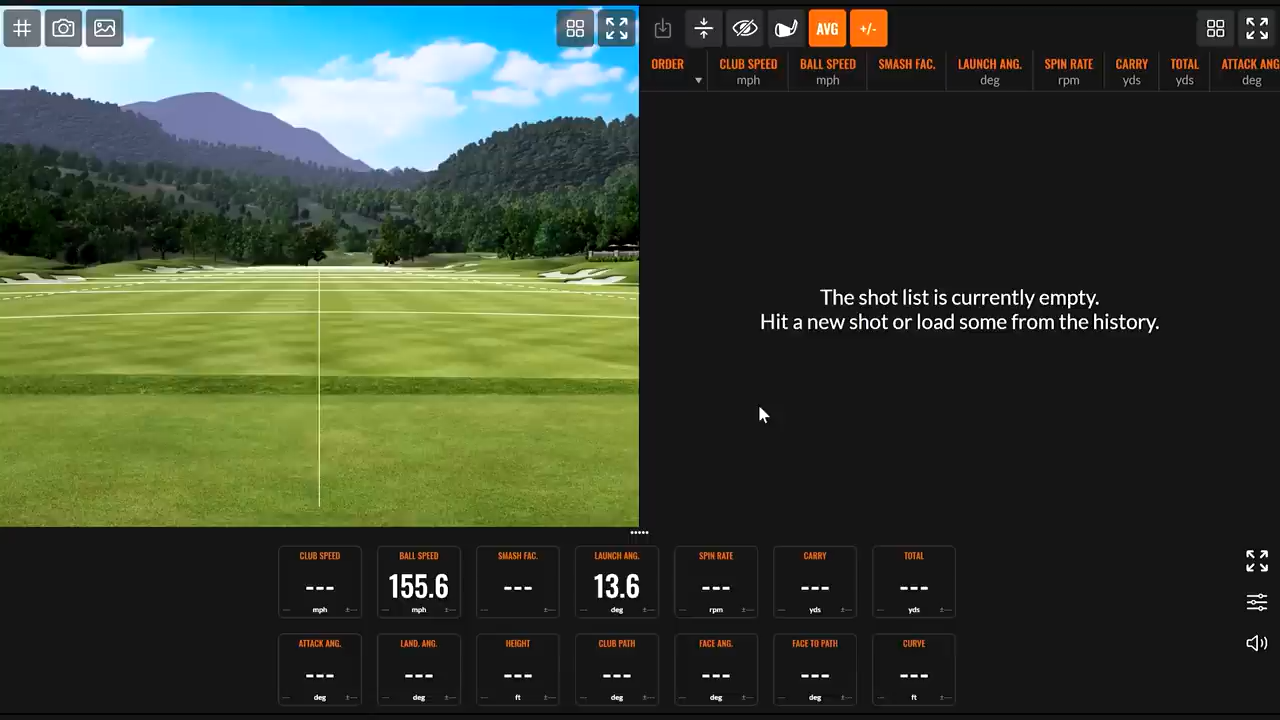 AVG +/-
ORDER CLUB SPEED BALL SPEED SMASH FAC. LAUNCH ANG. SPIN RATE CARRY TOTAL ATTACK ANG
mph mph deg rpm yds yds deg
The shot list is currently empty.
Hit a new shot or load some from the history.
CLUB SPEED BALL SPEED SMASH FAC. LAUNCH ANG. SPIN RATE CARRY TOTAL
--- 155.6 --- 13.6 --- --- ---
mph mph deg rpm yds yds
ATTACK ANG. LAND. ANG. HEIGHT CLUB PATH FACE ANG. FACE TO PATH CURVE
--- --- --- --- --- --- ---
deg deg ft deg deg deg ft